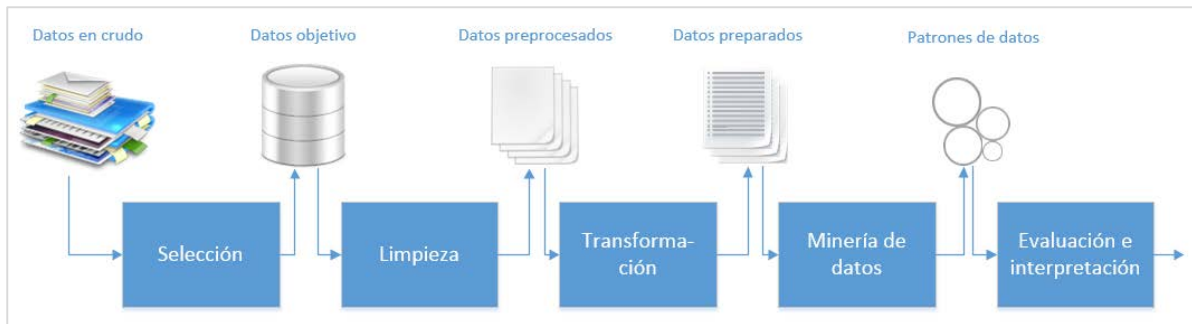 Datos en crudo
Datos objetivo
Datos preprocesados
Datos preparados
Patrones de datos
Selección
Limpieza
Transforma-
ción
Minería de
datos
Evaluación e
interpretación